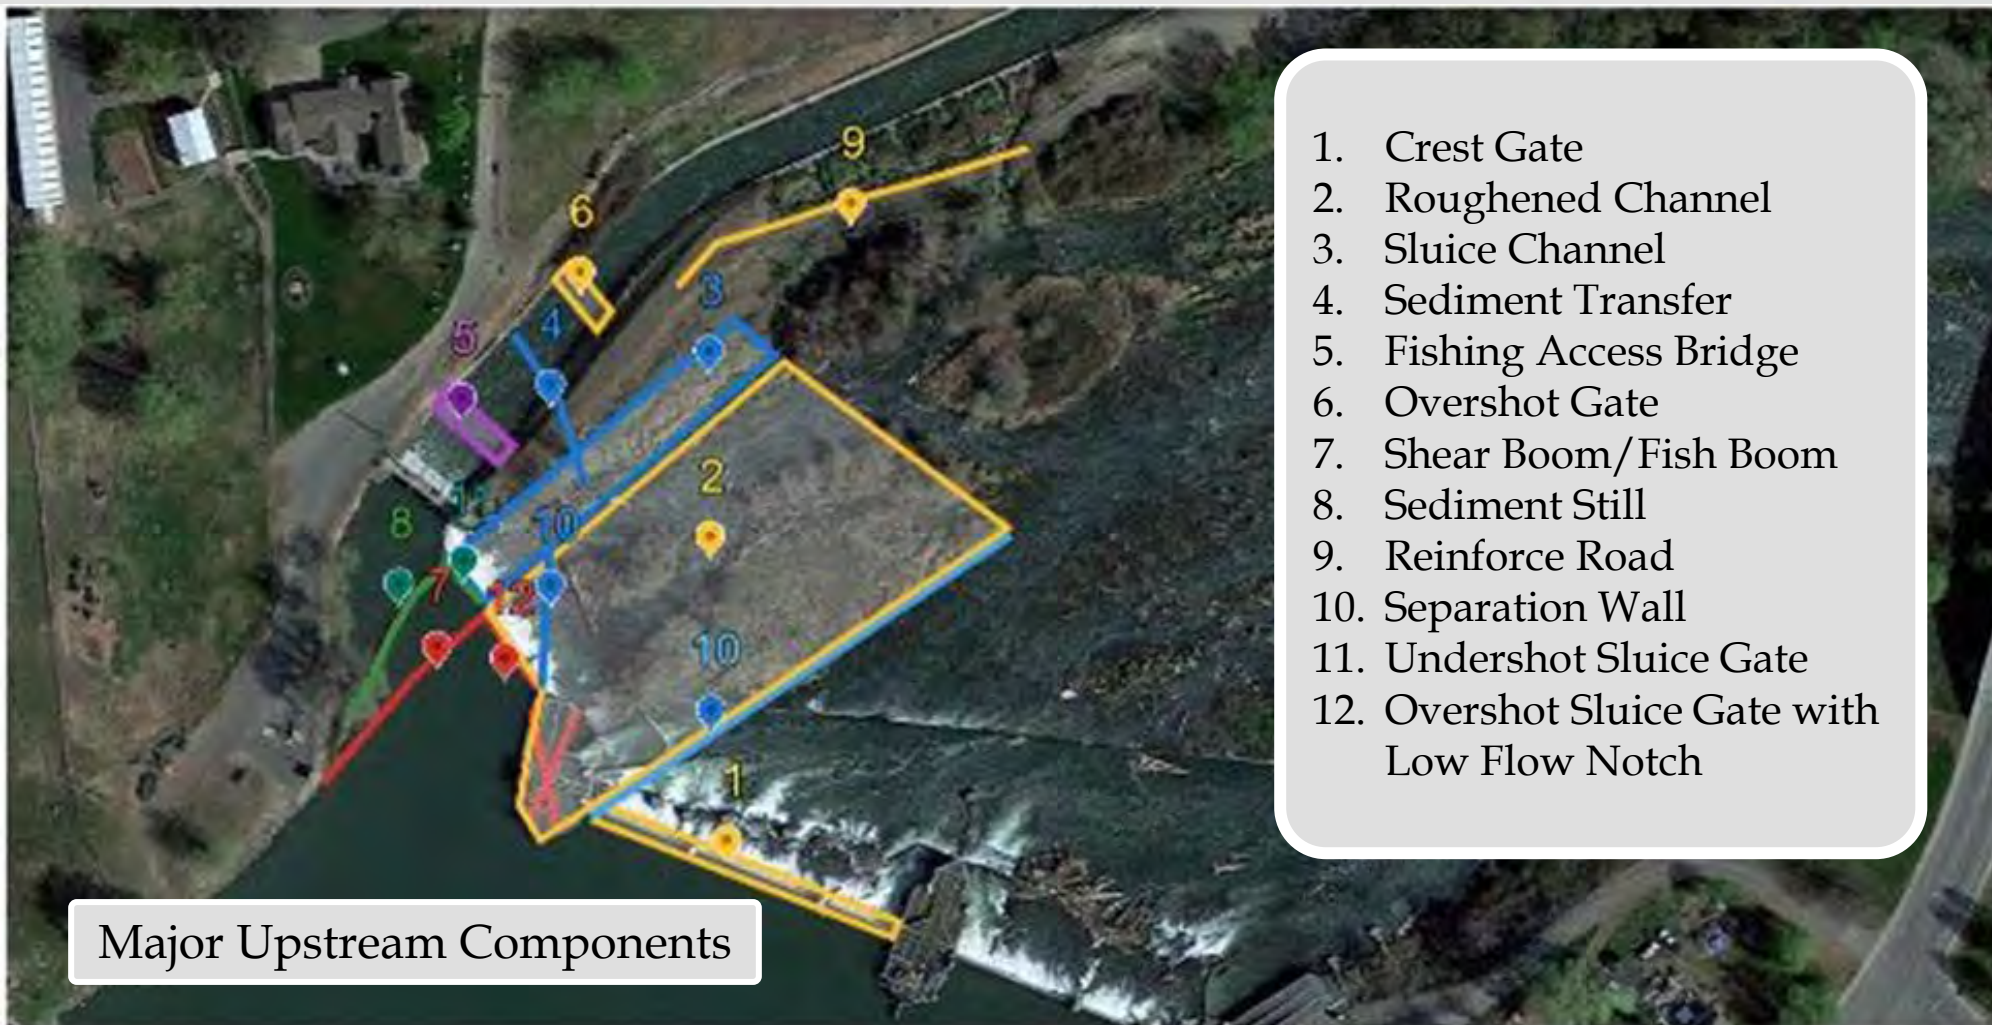 9
6
3
4
5
2
11
8
10
7
12
10
1
1. Crest Gate
2. Roughened Channel
3. Sluice Channel
4. Sediment Transfer
5. Fishing Access Bridge
6. Overshot Gate
7. Shear Boom/Fish Boom
8. Sediment Still
9. Reinforce Road
10. Separation Wall
11. Undershot Sluice Gate
12. Overshot Sluice Gate with
Low Flow Notch
Major Upstream Components